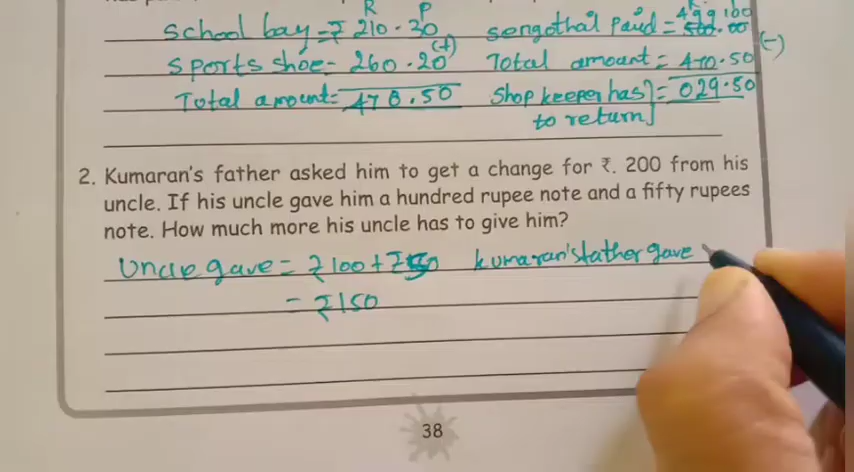 R P
School bag = ₹ 210.30 (+)
Sports shoe = 260.20
Total amount = 470.50
Sengothai Paid = 500.00
499 100
Total amount = 470.50 (-)
Shop keeper has = 029.50
to return
2. Kumaran's father asked him to get a change for ₹. 200 from his
uncle. If his uncle gave him a hundred rupee note and a fifty rupees
note. How much more his uncle has to give him?
Uncle gave = ₹100 + ₹50 kumaran's father gave
= ₹150
38